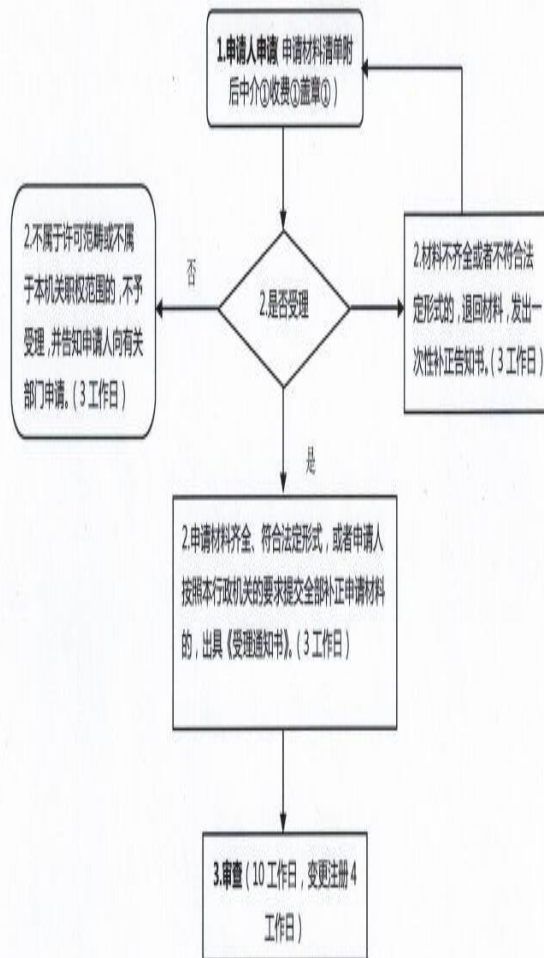 1.申请人申请(申请材料清单附
后中介①收费①盖章①)
2.不属于许可范畴或不属
于本机关职权范围的,不予
受理,并告知申请人向有关
部门申请。(3工作日)
否
2.是否受理
2.材料不齐全或者不符合法
定形式的,退回材料,发出一
次性补正告知书。(3工作日)
是
2.申请材料齐全、符合法定形式,或者申请人
按照本行政机关的要求提交全部补正申请材料
的,出具《受理通知书》。(3工作日)
3.审查(10工作日,变更注册4
工作日)